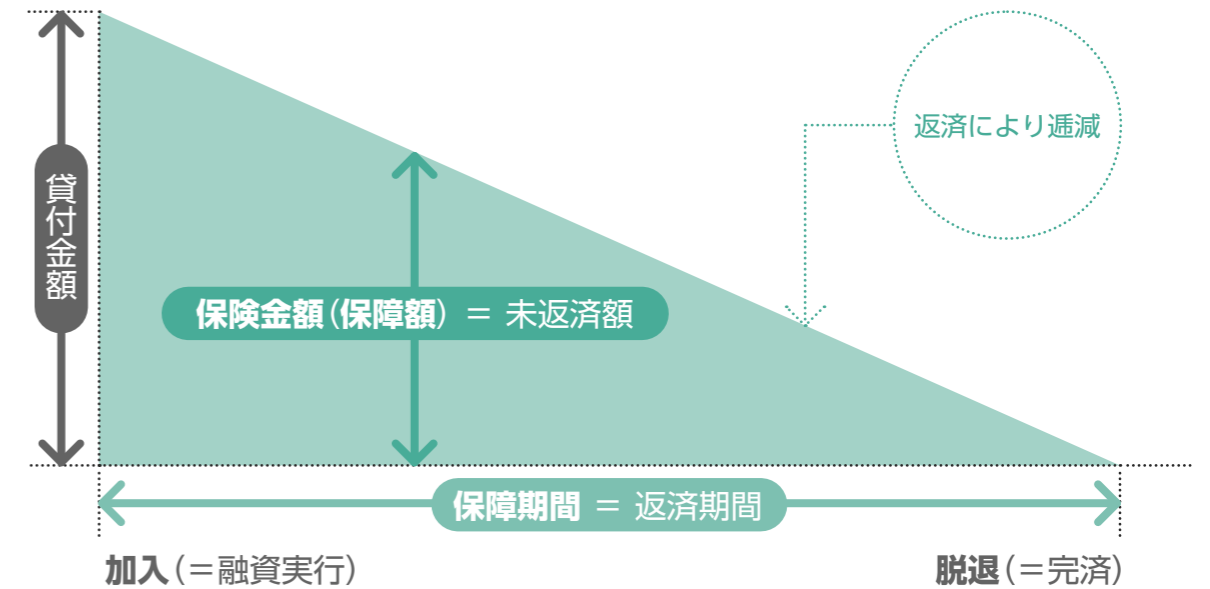 返済により逓減
貸付金額
保険金額(保障額) = 未返済額
保障期間 = 返済期間
加入(=融資実行)
脱退(=完済)